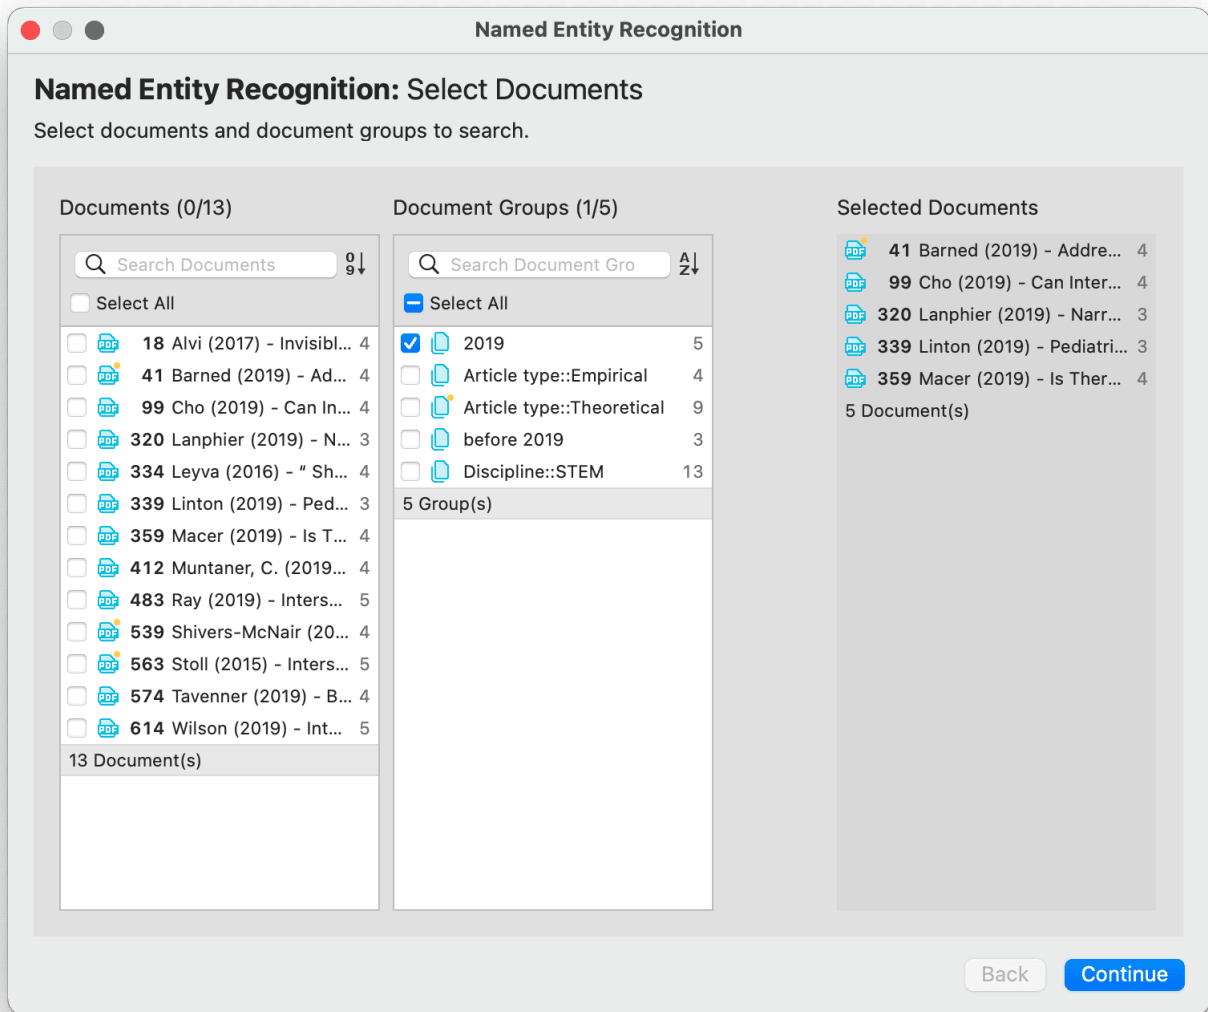 Named Entity Recognition
Named Entity Recognition: Select Documents
Select documents and document groups to search.
Documents (0/13)
Search Documents
Select All
18 Alvi (2017) - Invisibl... 4
41 Barned (2019) - Ad... 4
99 Cho (2019) - Can In... 4
320 Lanphier (2019) - N... 3
334 Leyva (2016) - “ Sh... 4
339 Linton (2019) - Ped... 3
359 Macer (2019) - Is T... 4
412 Muntaner, C. (2019... 4
483 Ray (2019) - Inters... 5
539 Shivers-McNair (20... 4
563 Stoll (2015) - Inters... 5
574 Tavenner (2019) - B... 4
614 Wilson (2019) - Int... 5
13 Document(s)
Document Groups (1/5)
Search Document Gro
Select All
2019 5
Article type::Empirical 4
Article type::Theoretical 9
before 2019 3
Discipline::STEM 13
5 Group(s)
Selected Documents
41 Barned (2019) - Addre... 4
99 Cho (2019) - Can Inter... 4
320 Lanphier (2019) - Narr... 3
339 Linton (2019) - Pediatri... 3
359 Macer (2019) - Is Ther... 4
5 Document(s)
Back
Continue